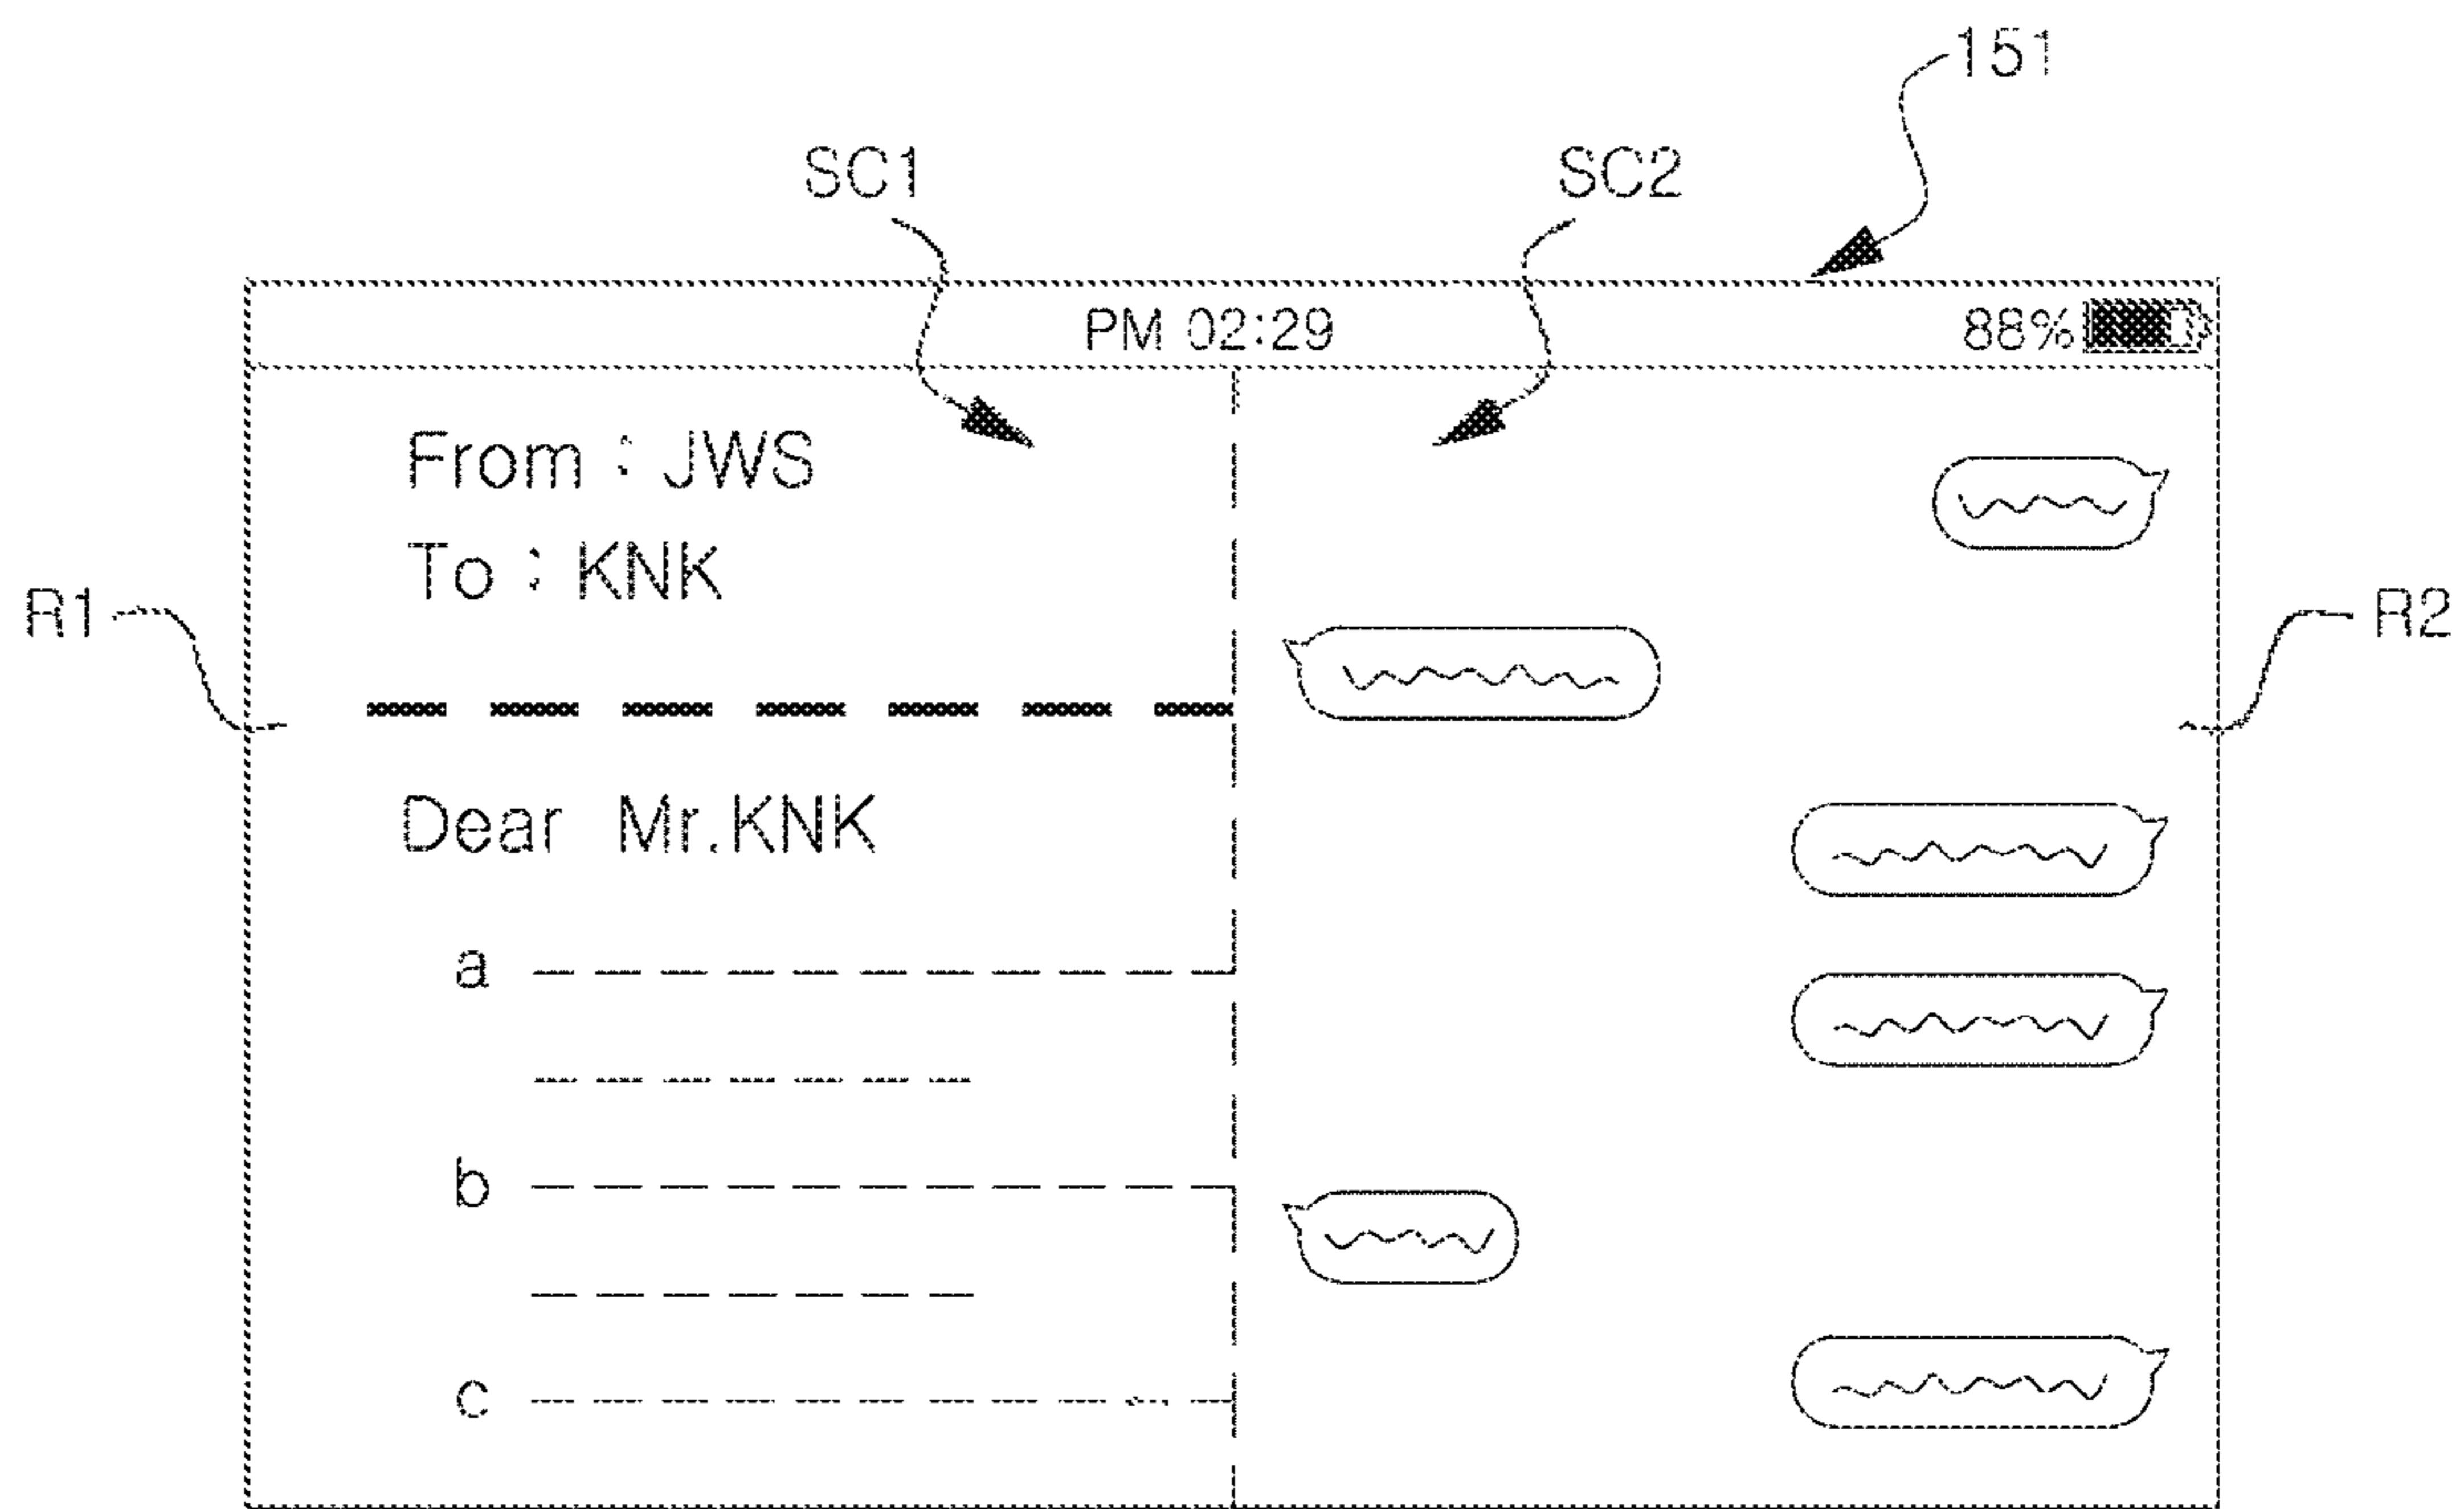 151
SC1 SC2
PM 02:29 88%
From : JWS
To : KNK
R1 R2
Dear Mr.KNK
a
b
c